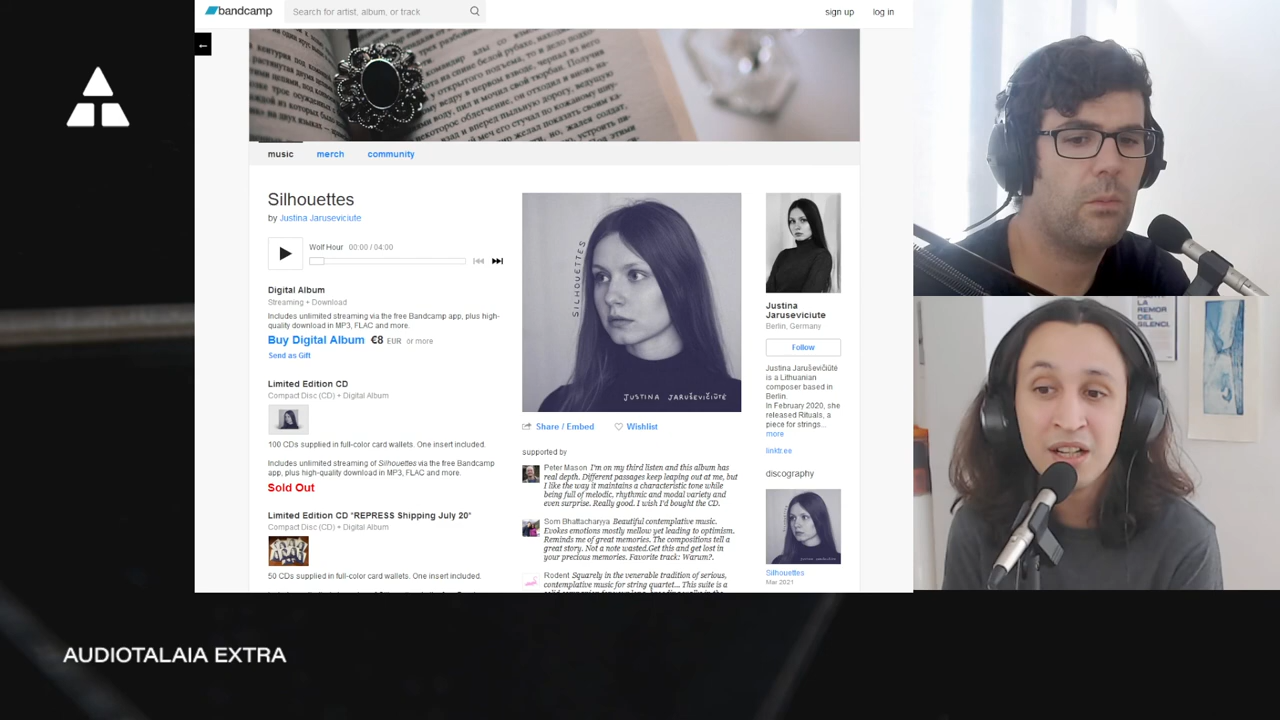 bandcamp
Search for artist, album, or track
sign up
log in
music
merch
community
Silhouettes
by Justina Jaruseviciute
Wolf Hour 00:00 / 04:00
Digital Album
Streaming + Download
Includes unlimited streaming via the free Bandcamp app, plus high-
quality download in MP3, FLAC and more.
Buy Digital Album €8 EUR or more
Send as Gift
Limited Edition CD
Compact Disc (CD) + Digital Album
100 CDs supplied in full-color card wallets. One insert included.
Includes unlimited streaming of Silhouettes via the free Bandcamp
app, plus high-quality download in MP3, FLAC and more.
Sold Out
Limited Edition CD "REPRESS Shipping July 20"
Compact Disc (CD) + Digital Album
50 CDs supplied in full-color card wallets. One insert included.
SILHOUETTES
JUSTINA JARUŠEVIČIŪTĖ
Share / Embed
Wishlist
supported by
Peter Mason I'm on my third listen and this album has
real depth. Different passages keep leaping out at me, but
I like the way it maintains a characteristic tone while
being full of melodic, rhythmic and modal variety and
even surprise. Really good. I wish I'd bought the CD.
Som Bhattacharyya Beautiful contemplative music.
Evokes emotions mostly mellow yet leading to optimism.
Reminds me of great memories. The compositions tell a
great story. Not a note wasted.Get this and get lost in
your precious memories. Favorite track: Warum?.
Rodent Squarely in the venerable tradition of serious,
contemplative music for string quartet... This suite is a
Justina
Jaruseviciute
Berlin, Germany
Follow
Justina Jaruševičiūtė
is a Lithuanian
composer based in
Berlin.
In February 2020, she
released Rituals, a
piece for strings...
more
linktr.ee
discography
Silhouettes
Mar 2021
LA
REMOR
DEL
SILENCI.
AUDIOTALAIA EXTRA